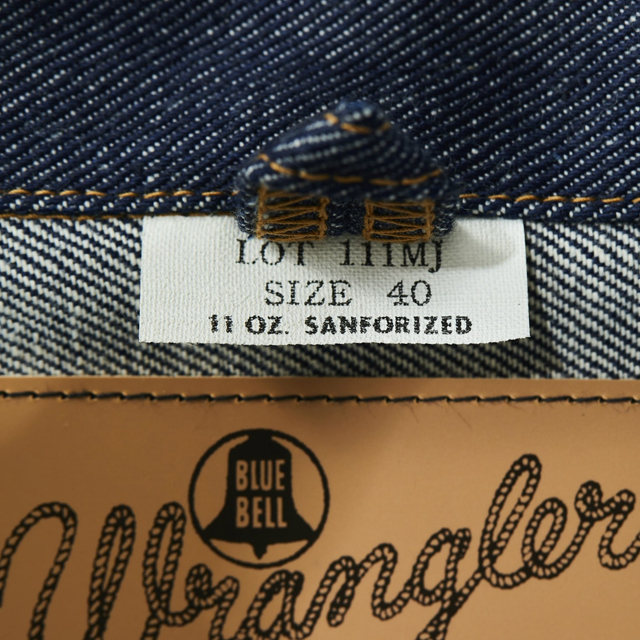 LOT 111MJ
SIZE 40
11 OZ. SANFORIZED
BLUE
BELL
Wrangler